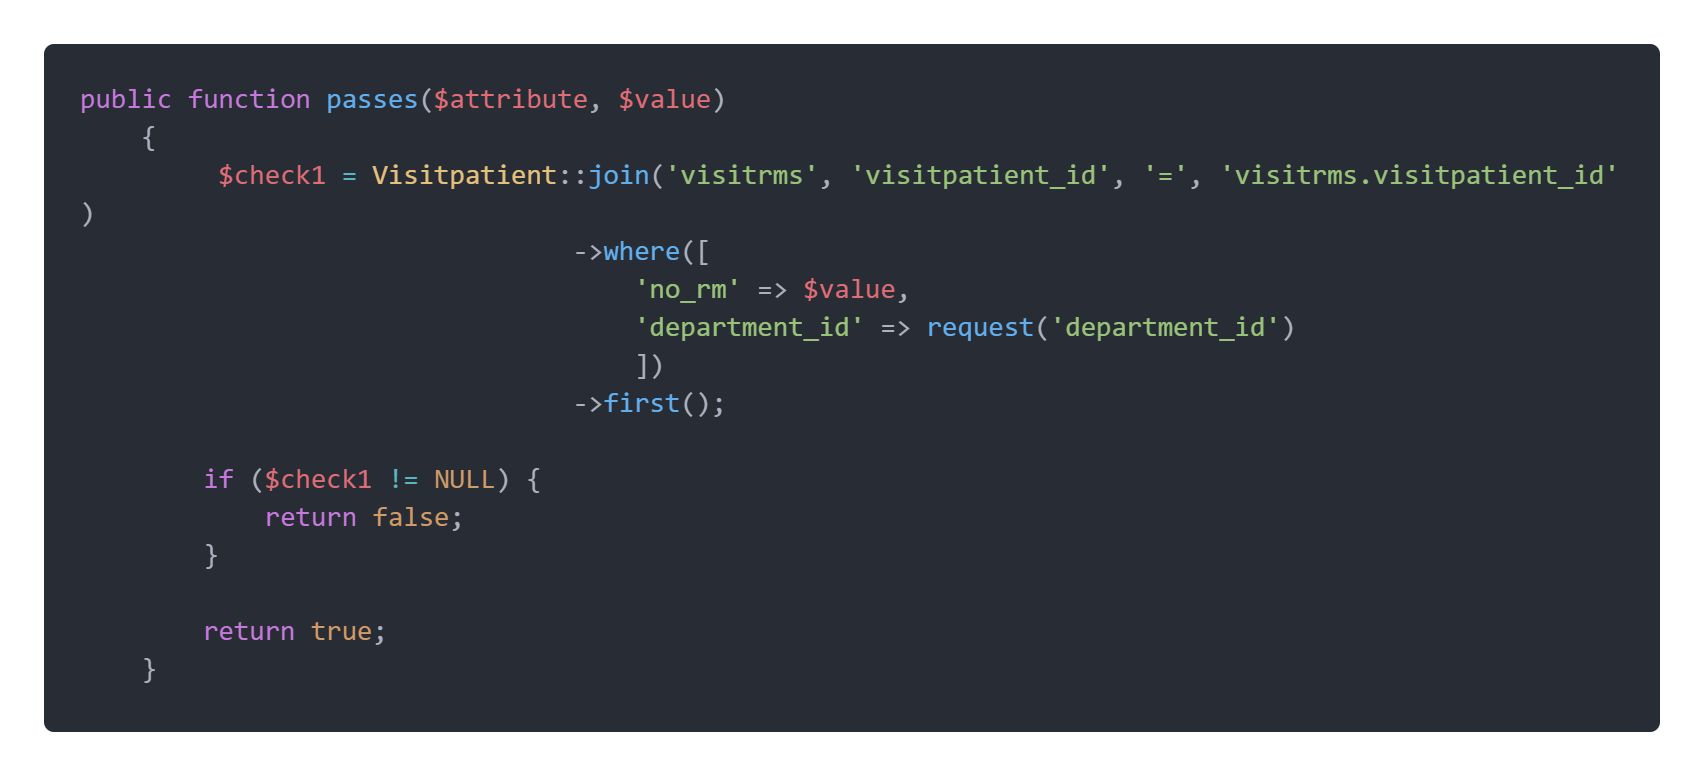 public function passes($attribute, $value)
    {
         $check1 = Visitpatient::join('visitrms', 'visitpatient_id', '=', 'visitrms.visitpatient_id'
)
                                ->where([
                                    'no_rm' => $value,
                                    'department_id' => request('department_id')
                                    ])
                                ->first();
        if ($check1 != NULL) {
            return false;
        }
        return true;
    }